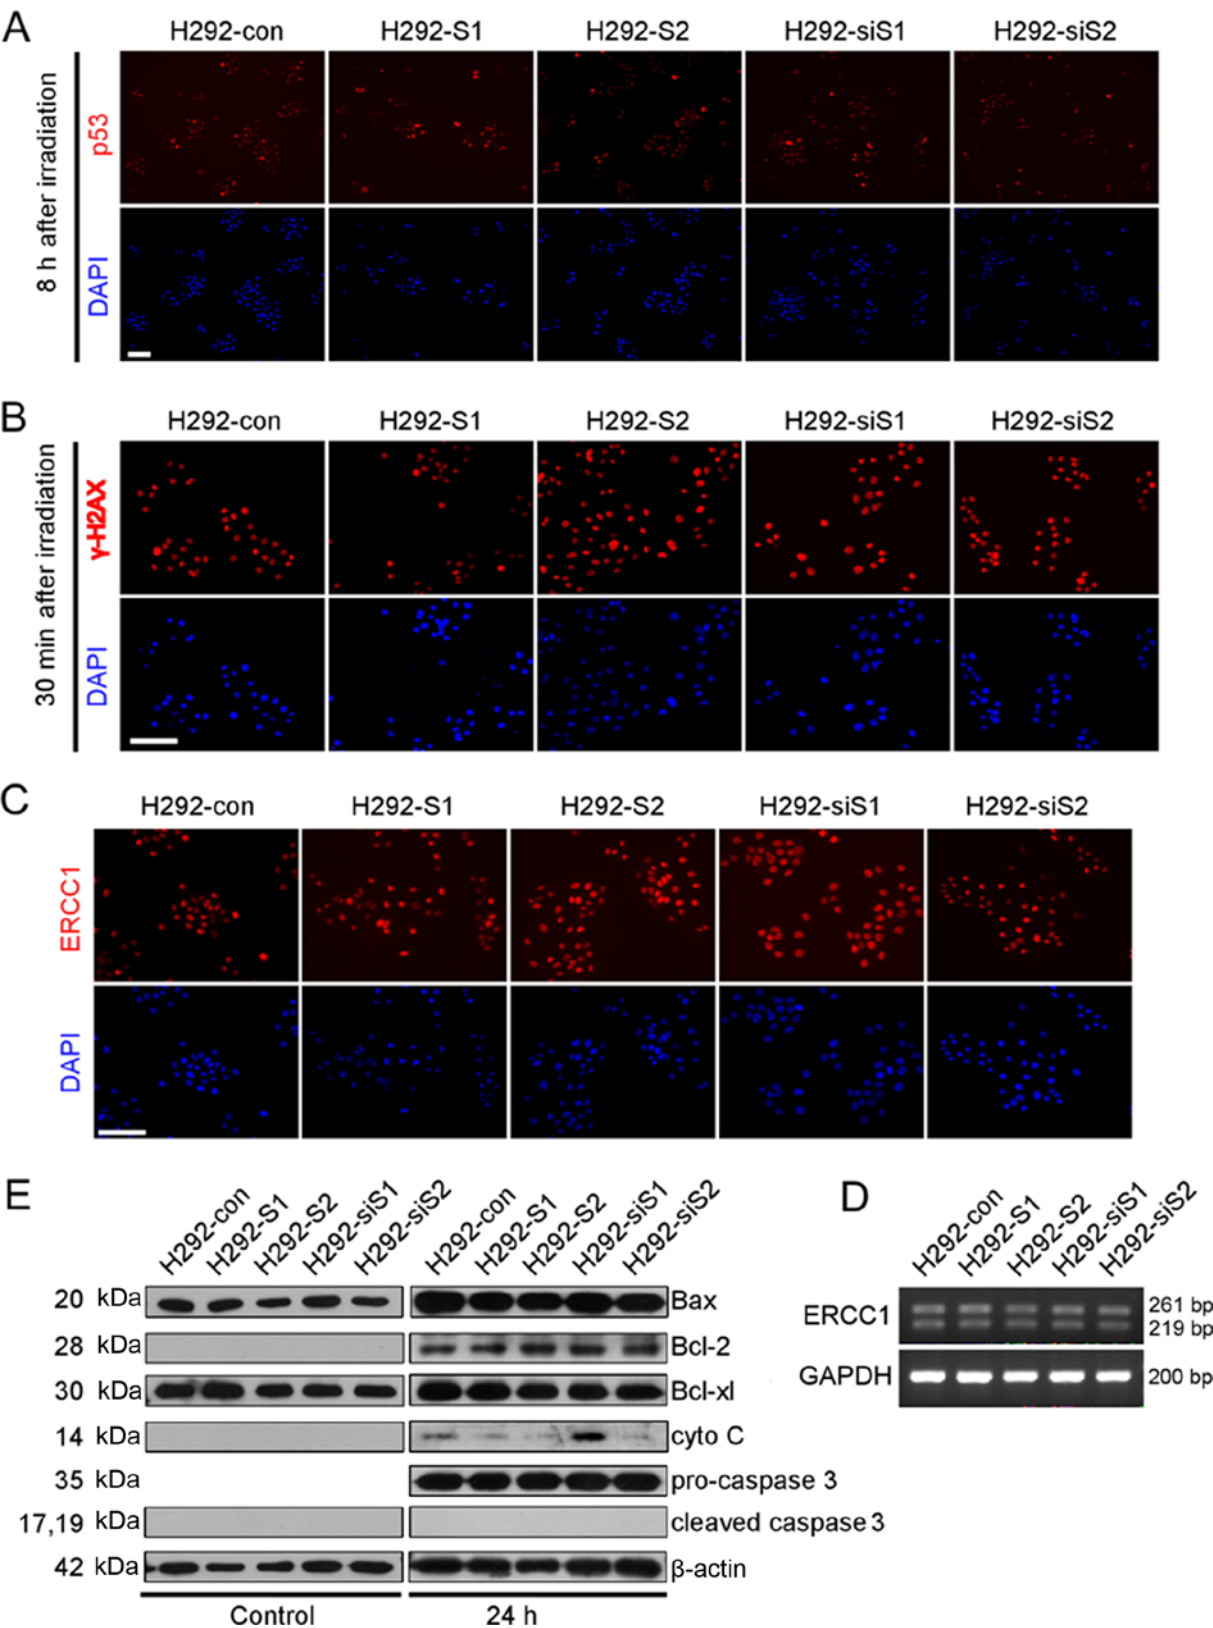 A
H292-con H292-S1 H292-S2 H292-siS1 H292-siS2
8 h after irradiation
p53
DAPI
B
H292-con H292-S1 H292-S2 H292-siS1 H292-siS2
30 min after irradiation
γ-H2AX
DAPI
C
H292-con H292-S1 H292-S2 H292-siS1 H292-siS2
ERCC1
DAPI
E
H292-con H292-S1 H292-S2 H292-siS1 H292-siS2 H292-con H292-S1 H292-S2 H292-siS1 H292-siS2
20 kDa Bax
28 kDa Bcl-2
30 kDa Bcl-xl
14 kDa cyto C
35 kDa pro-caspase 3
17,19 kDa cleaved caspase 3
42 kDa β-actin
Control 24 h
D
H292-con H292-S1 H292-S2 H292-siS1 H292-siS2
ERCC1 261 bp
219 bp
GAPDH 200 bp